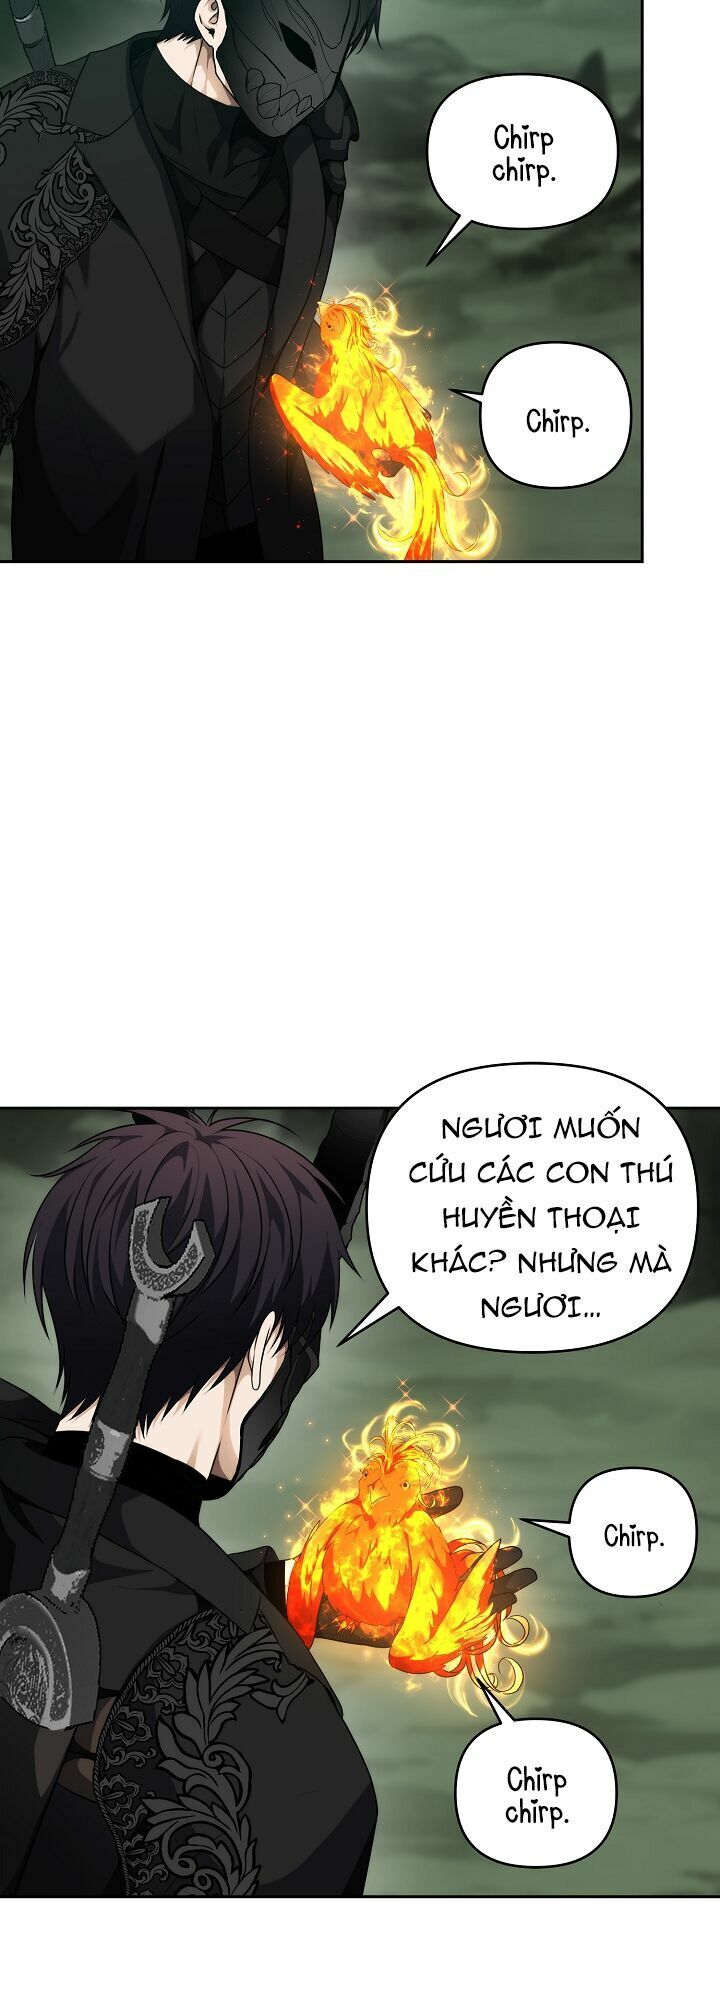 Chirp
chirp.
Chirp.
NGƯƠI MUỐN
CỨU CÁC CON THÚ
HUYỀN THOẠI
KHÁC? NHƯNG MÀ
NGƯƠI...
Chirp.
Chirp
chirp.